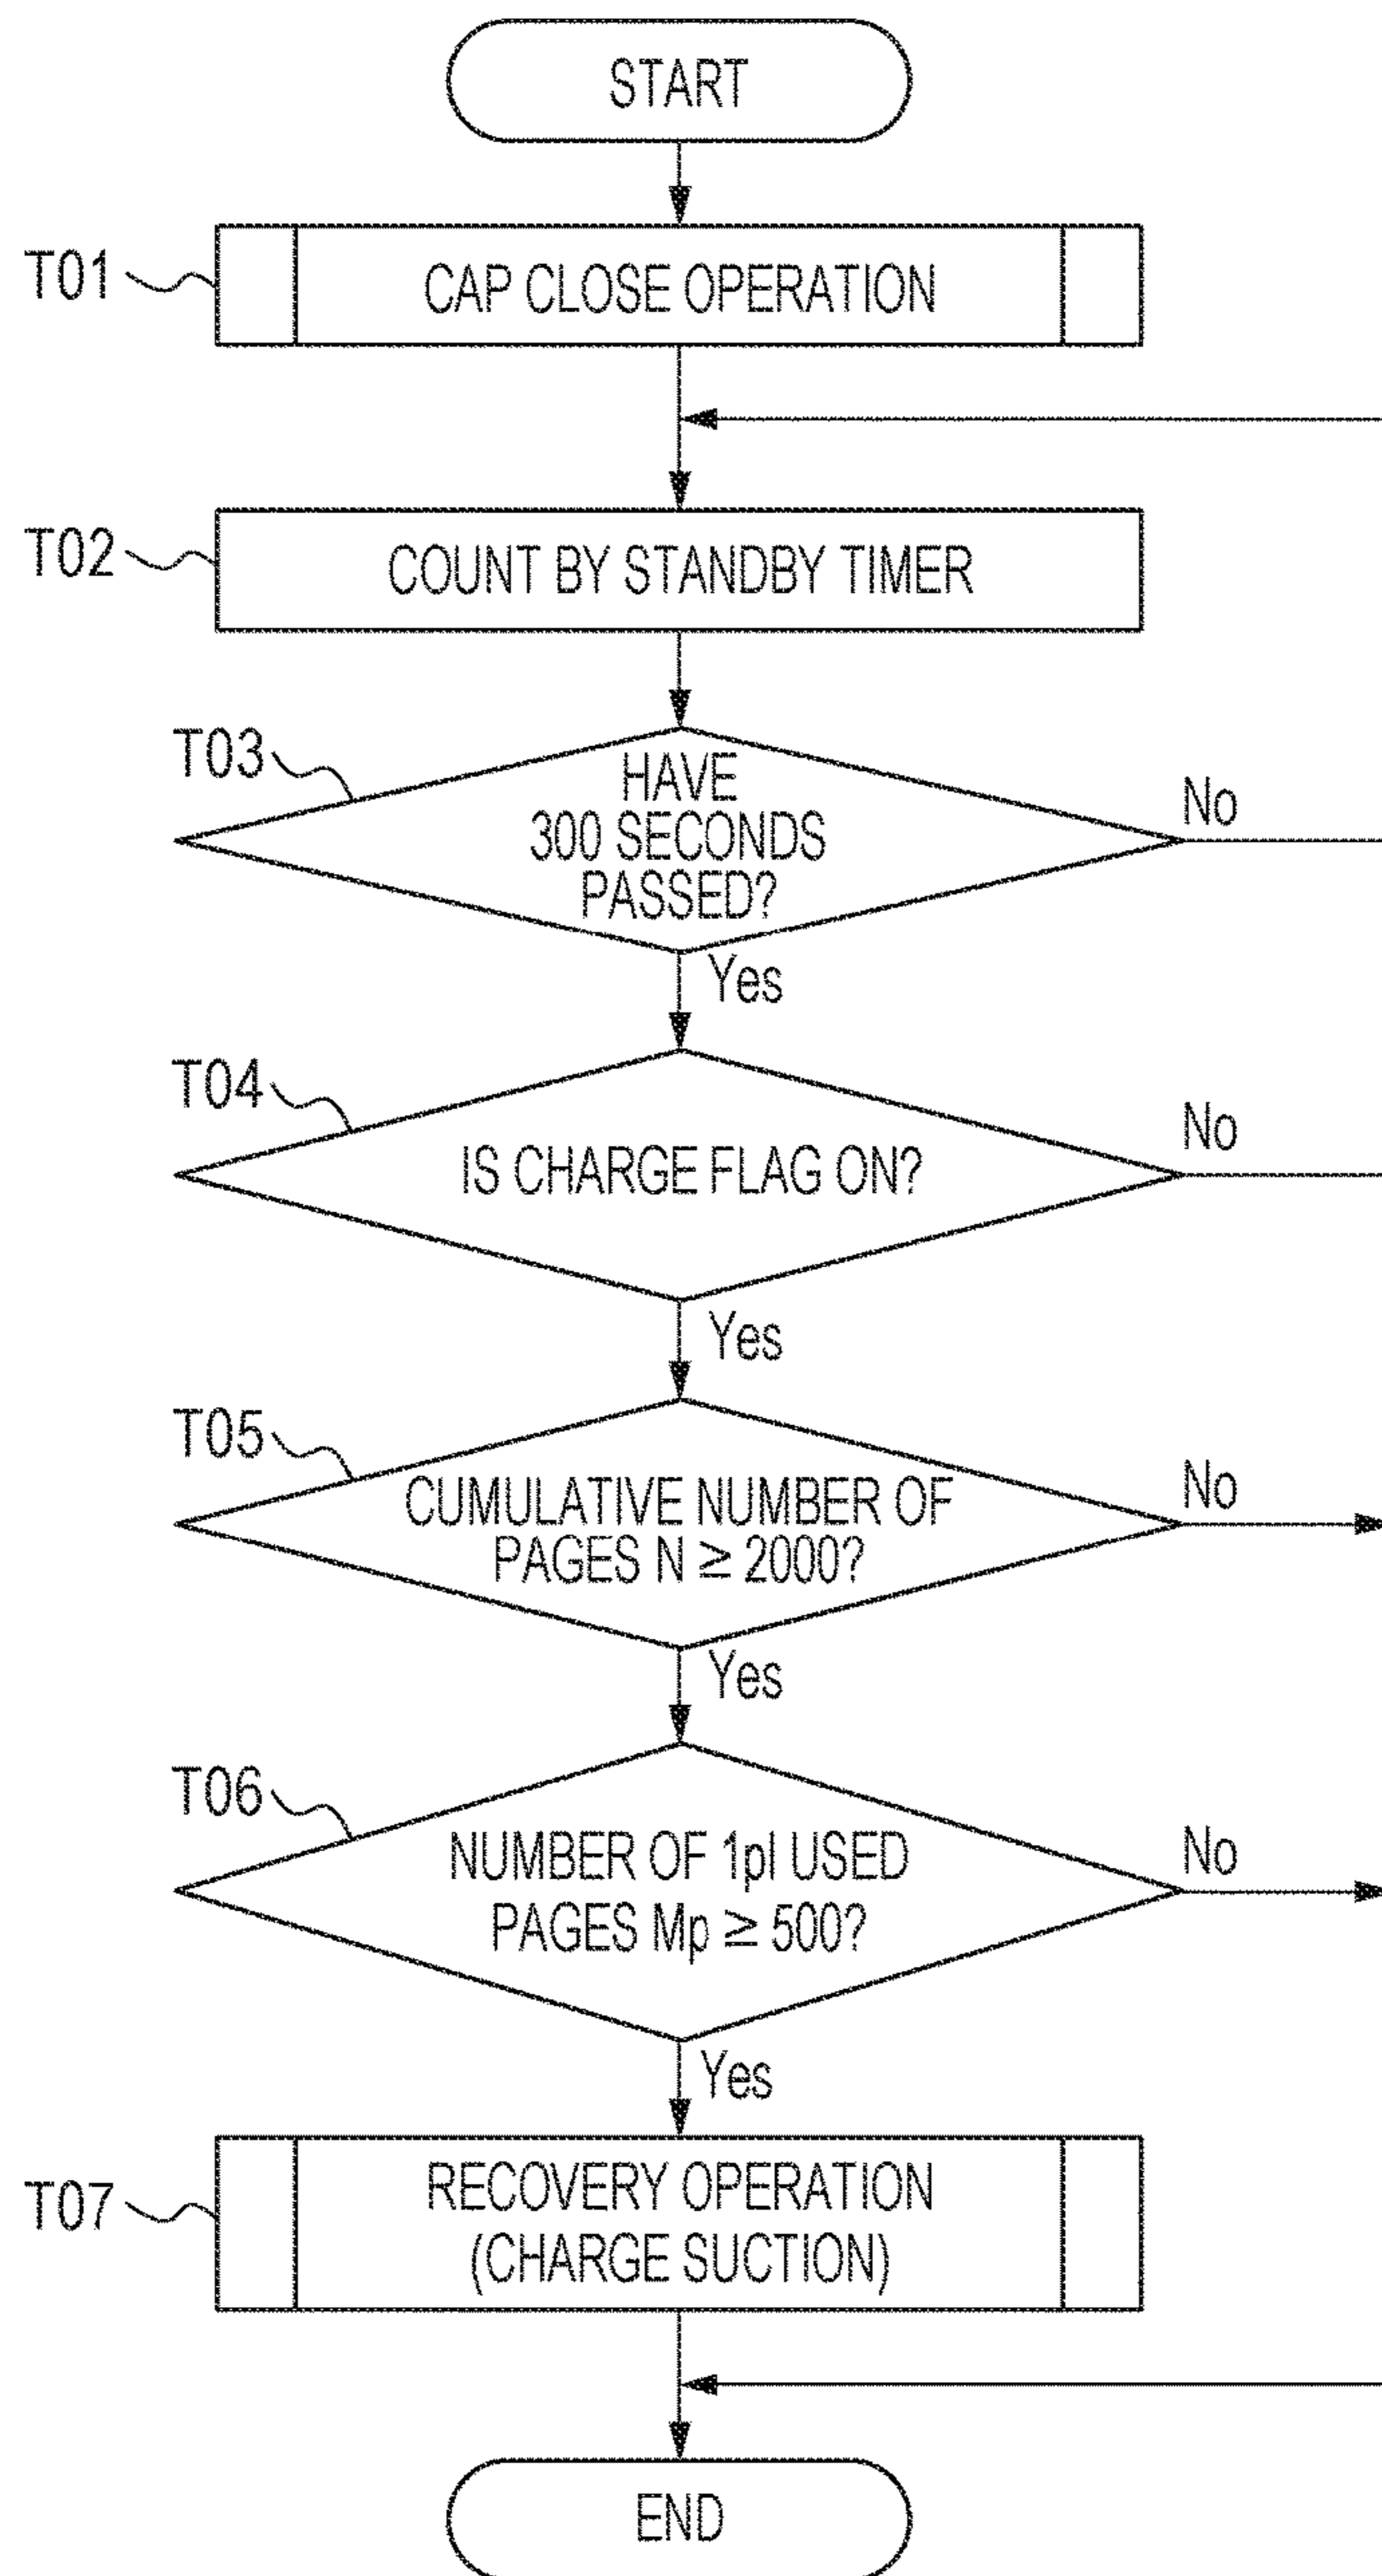 START
T01
CAP CLOSE OPERATION
T02
COUNT BY STANDBY TIMER
T03
HAVE
300 SECONDS
PASSED?
No
Yes
T04
IS CHARGE FLAG ON?
No
Yes
T05
CUMULATIVE NUMBER OF
PAGES N ≥ 2000?
No
Yes
T06
NUMBER OF 1pl USED
PAGES Mp ≥ 500?
No
Yes
T07
RECOVERY OPERATION
(CHARGE SUCTION)
END